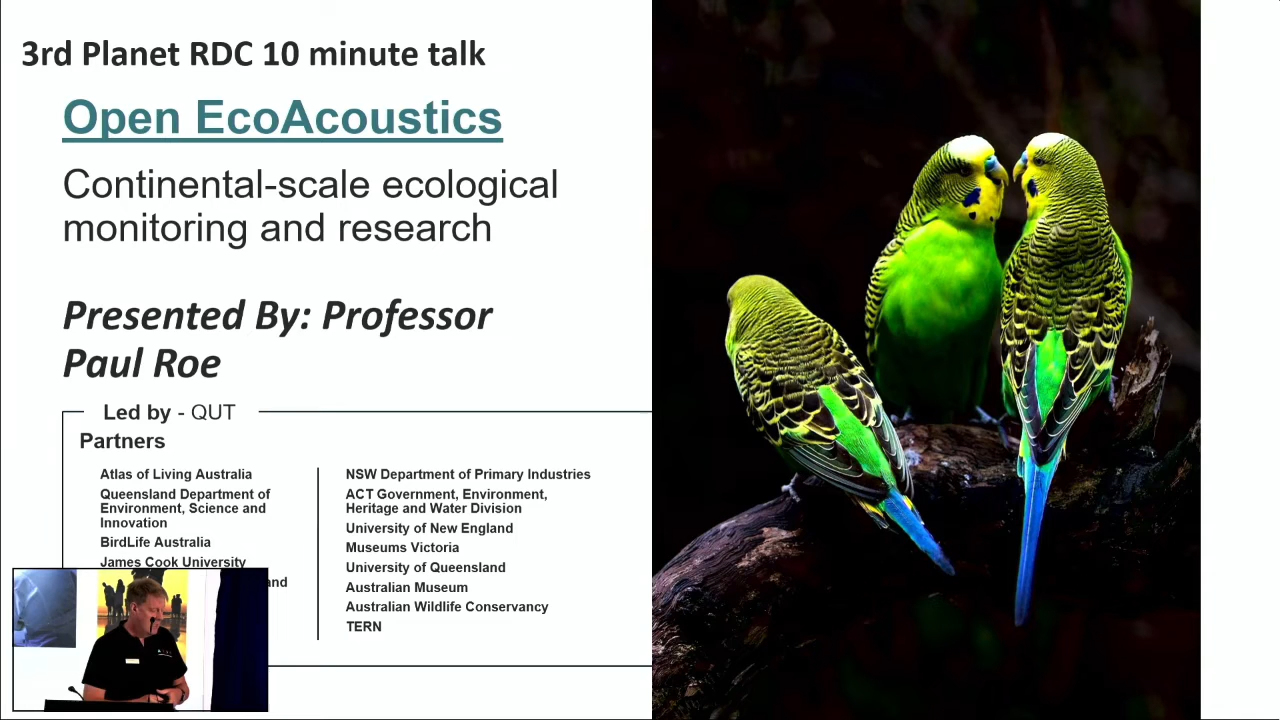 3rd Planet RDC 10 minute talk
Open EcoAcoustics
Continental-scale ecological
monitoring and research
Presented By: Professor
Paul Roe
Led by - QUT
Partners
Atlas of Living Australia
Queensland Department of
Environment, Science and
Innovation
BirdLife Australia
James Cook University
and
NSW Department of Primary Industries
ACT Government, Environment,
Heritage and Water Division
University of New England
Museums Victoria
University of Queensland
Australian Museum
Australian Wildlife Conservancy
TERN